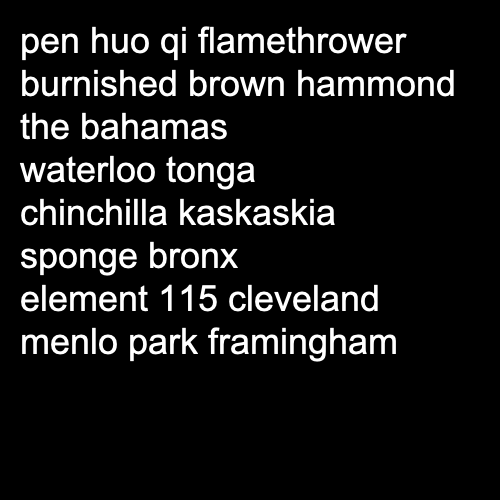 pen huo qi flamethrower
burnished brown hammond
the bahamas
waterloo tonga
chinchilla kaskaskia
sponge bronx
element 115 cleveland
menlo park framingham